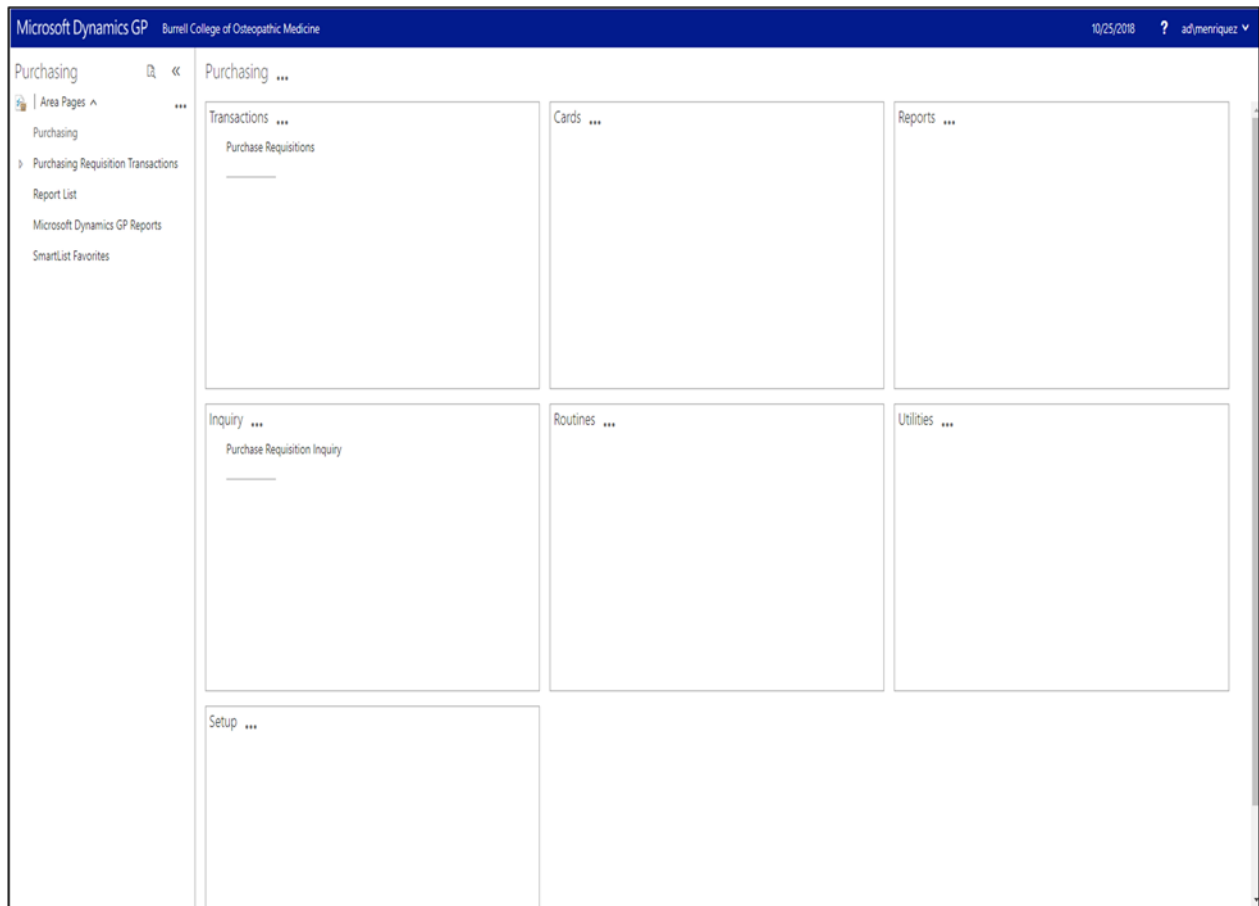 Microsoft Dynamics GP Burrell College of Osteopathic Medicine 10/25/2018 ? ad\menriquez
Purchasing
Area Pages
Purchasing
Purchasing Requisition Transactions
Report List
Microsoft Dynamics GP Reports
SmartList Favorites
Purchasing ...
Transactions ...
Purchase Requisitions
Cards ...
Reports ...
Inquiry ...
Purchase Requisition Inquiry
Routines ...
Utilities ...
Setup ...